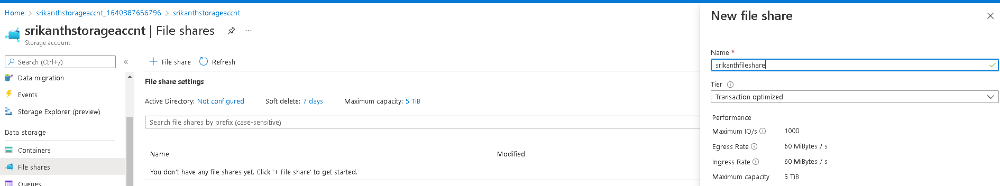 Home > srikanthstorageaccnt_1640387656796 > srikanthstorageaccnt
srikanthstorageaccnt | File shares ...
Storage account
Search (Ctrl+/) «
Data migration
Events
Storage Explorer (preview)
Data storage
Containers
File shares
Queues
+ File share Refresh
File share settings
Active Directory: Not configured Soft delete: 7 days Maximum capacity: 5 TiB
Search file shares by prefix (case-sensitive)
Name Modified
You don't have any file shares yet. Click '+ File share' to get started.
New file share
Name *
srikanthfileshare
Tier
Transaction optimized
Performance
Maximum IO/s 1000
Egress Rate 60 MiBytes / s
Ingress Rate 60 MiBytes / s
Maximum capacity 5 TiB